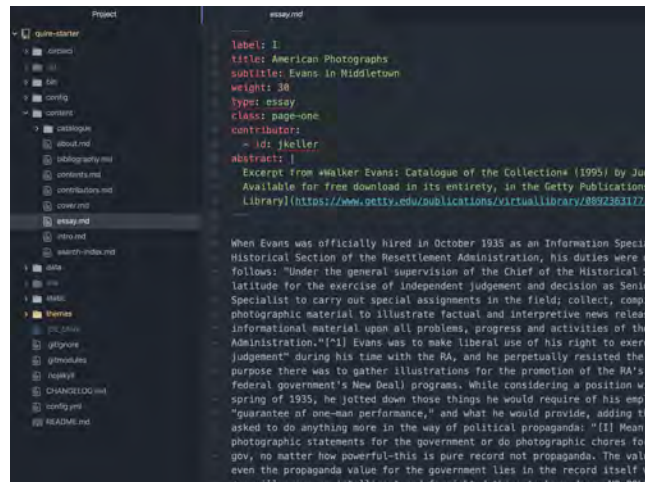 Project
quire-starter
bin
config
content
catalogue
about.md
bibliography.md
contents.md
contributors.md
cover.md
essay.md
intro.md
search-index.md
data
static
themes
gitignore
gitmodules
nojekyll
CHANGELOG.md
config.yml
README.md
essay.md
label: I
title: American Photographs
subtitle: Evans in Middletown
weight: 30
type: essay
class: page-one
contributor:
- id: jkeller
abstract: |
Excerpt from *Walker Evans: Catalogue of the Collection* (1995) by Ju
Available for free download in its entirety, in the Getty Publications
Library](https://www.getty.edu/publications/virtuallibrary/0892363177
When Evans was officially hired in October 1935 as an Information Speci
Historical Section of the Resettlement Administration, his duties were
follows: "Under the general supervision of the Chief of the Historical S
latitude for the exercise of independent judgement and decision as Seni
Specialist to carry out special assignments in the field; collect, comp
photographic material to illustrate factual and interpretive news relea
informational material upon all problems, progress and activities of th
Administration."[^1] Evans was to make liberal use of his right to exer
judgement" during his time with the RA, and he perpetually resisted the
purpose there was to gather illustrations for the promotion of the RA's
federal government's New Deal) programs. While considering a position w
spring of 1935, he jotted down those things he would require of his emp
"guarantee of one-man performance," and what he would provide, adding t
asked to do anything more in the way of political propaganda: "[I] Mean
photographic statements for the government or do photographic chores fo
gov, no matter how powerful—this is pure record not propaganda. The val
even the propaganda value for the government lies in the record itself w